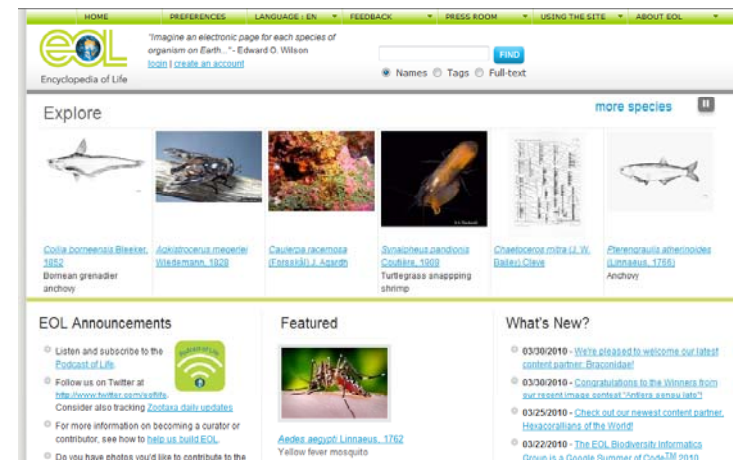 HOME PREFERENCES LANGUAGE : EN FEEDBACK PRESS ROOM USING THE SITE ABOUT EOL
EOL
Encyclopedia of Life
"Imagine an electronic page for each species of
organism on Earth..." - Edward O. Wilson
login | create an account
FIND
Names Tags Full-text
Explore
more species
Coilia borneensis Bleeker,
1852
Bornean grenadier
anchovy
Wiedemann, 1828
Caulerpa racemosa
(Forsskål) J. Agardh
Synalpheus pandionis
Coutière, 1909
Turtlegrass snappping
shrimp
Chaetoceros mitra (J. W.
Bailey) Cleve
Pterengraulis atherinoides
(Linnaeus, 1766)
Anchovy
EOL Announcements
Listen and subscribe to the
Podcast of Life.
Podcast of Life
Follow us on Twitter at
http://www.twitter.com/eoflife.
Consider also tracking Zootaxa daily updates
For more information on
becoming a curator or
contributor, see how to help us build EOL.
Do you have photos you'd like to contribute to the
Featured
Aedes aegypti Linnaeus, 1762
Yellow fever mosquito
What's New?
03/30/2010 - We're pleased to welcome our latest
content partner, Braconidae!
03/30/2010 - Congratulations to the Winners from
our recent image contest "Antlers sensu lato"!
03/25/2010 - Check out our newest content partner,
Hexacorallians of the World!
03/22/2010 - The EOL Biodiversity Informatics
Group is a Google Summer of Code™ 2010